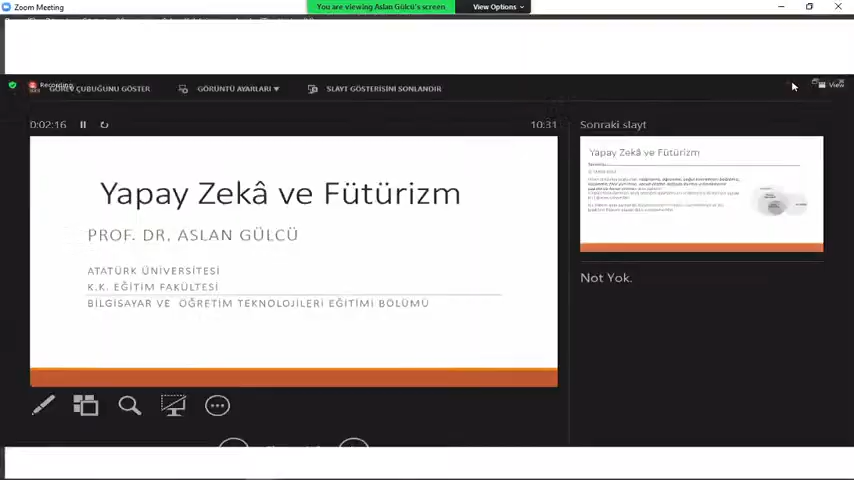 Zoom Meeting
You are viewing Aslan Gülcü's screen
View Options
Recording
GÖREV ÇUBUĞUNU GÖSTER
GÖRÜNTÜ AYARLARI
SLAYT GÖSTERİSİNİ SONLANDIR
View
0:02:16
10:31
Sonraki slayt
Yapay Zekâ ve Fütürizm
PROF. DR, ASLAN GÜLCÜ
ATATÜRK ÜNİVERSİTESİ
K.K. EĞİTİM FAKÜLTESİ
BİLGİSAYAR VE ÖĞRETİM TEKNOLOJİLERİ EĞİTİMİ BÖLÜMÜ
Yapay Zekâ ve Fütürizm
Not Yok.